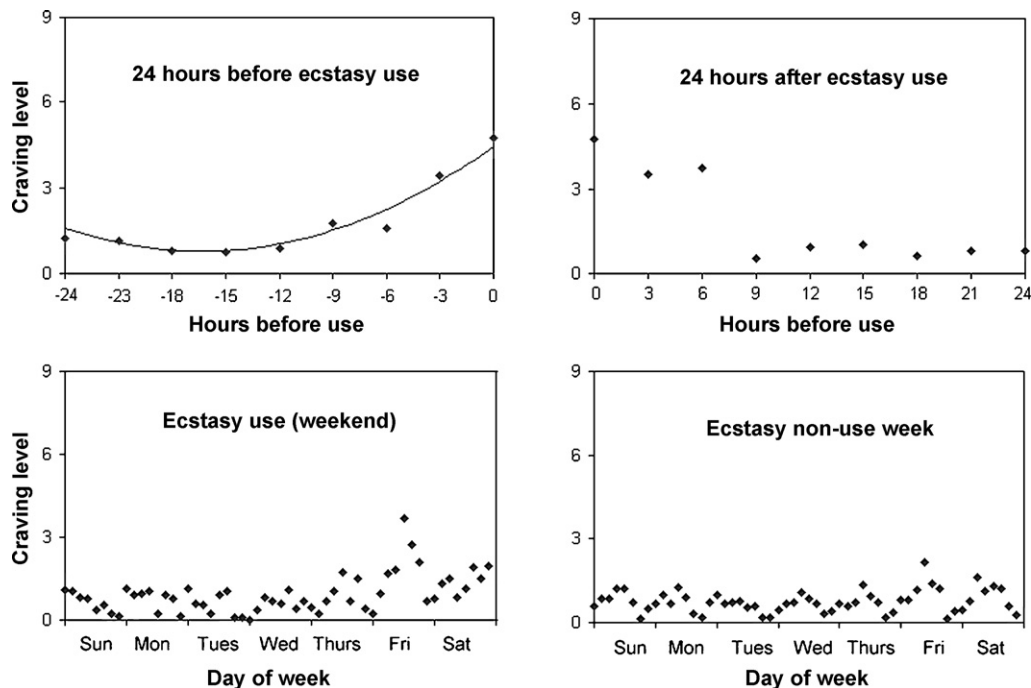 9
24 hours before ecstasy use
6
Craving level
3
0
-24 -23 -18 -15 -12 -9 -6 -3 0
Hours before use
9
24 hours after ecstasy use
6
3
0
0 3 6 9 12 15 18 21 24
Hours before use
9
Ecstasy use (weekend)
6
Craving level
3
0
Sun Mon Tues Wed Thurs Fri Sat
Day of week
9
Ecstasy non-use week
6
3
0
Sun Mon Tues Wed Thurs Fri Sat
Day of week